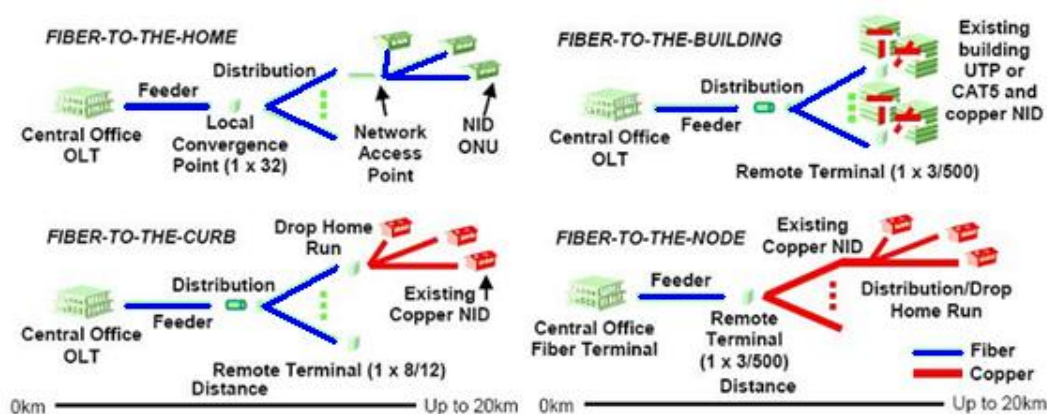 FIBER-TO-THE-HOME
Distribution
Feeder
Central Office
OLT
Local
Convergence
Point (1 x 32)
Network
Access
Point
NID
ONU
FIBER-TO-THE-BUILDING
Existing
building
UTP or
CAT5 and
copper NID
Distribution
Feeder
Central Office
OLT
Remote Terminal (1 x 3/500)
FIBER-TO-THE-CURB
Drop Home
Run
Distribution
Feeder
Existing
Copper NID
Central Office
OLT
Remote Terminal (1 x 8/12)
Distance
0km
Up to 20km
FIBER-TO-THE-NODE
Existing
Copper NID
Feeder
Distribution/Drop
Home Run
Central Office
Fiber Terminal
Remote
Terminal
(1 x 3/500)
Fiber
Copper
Distance
0km
Up to 20km